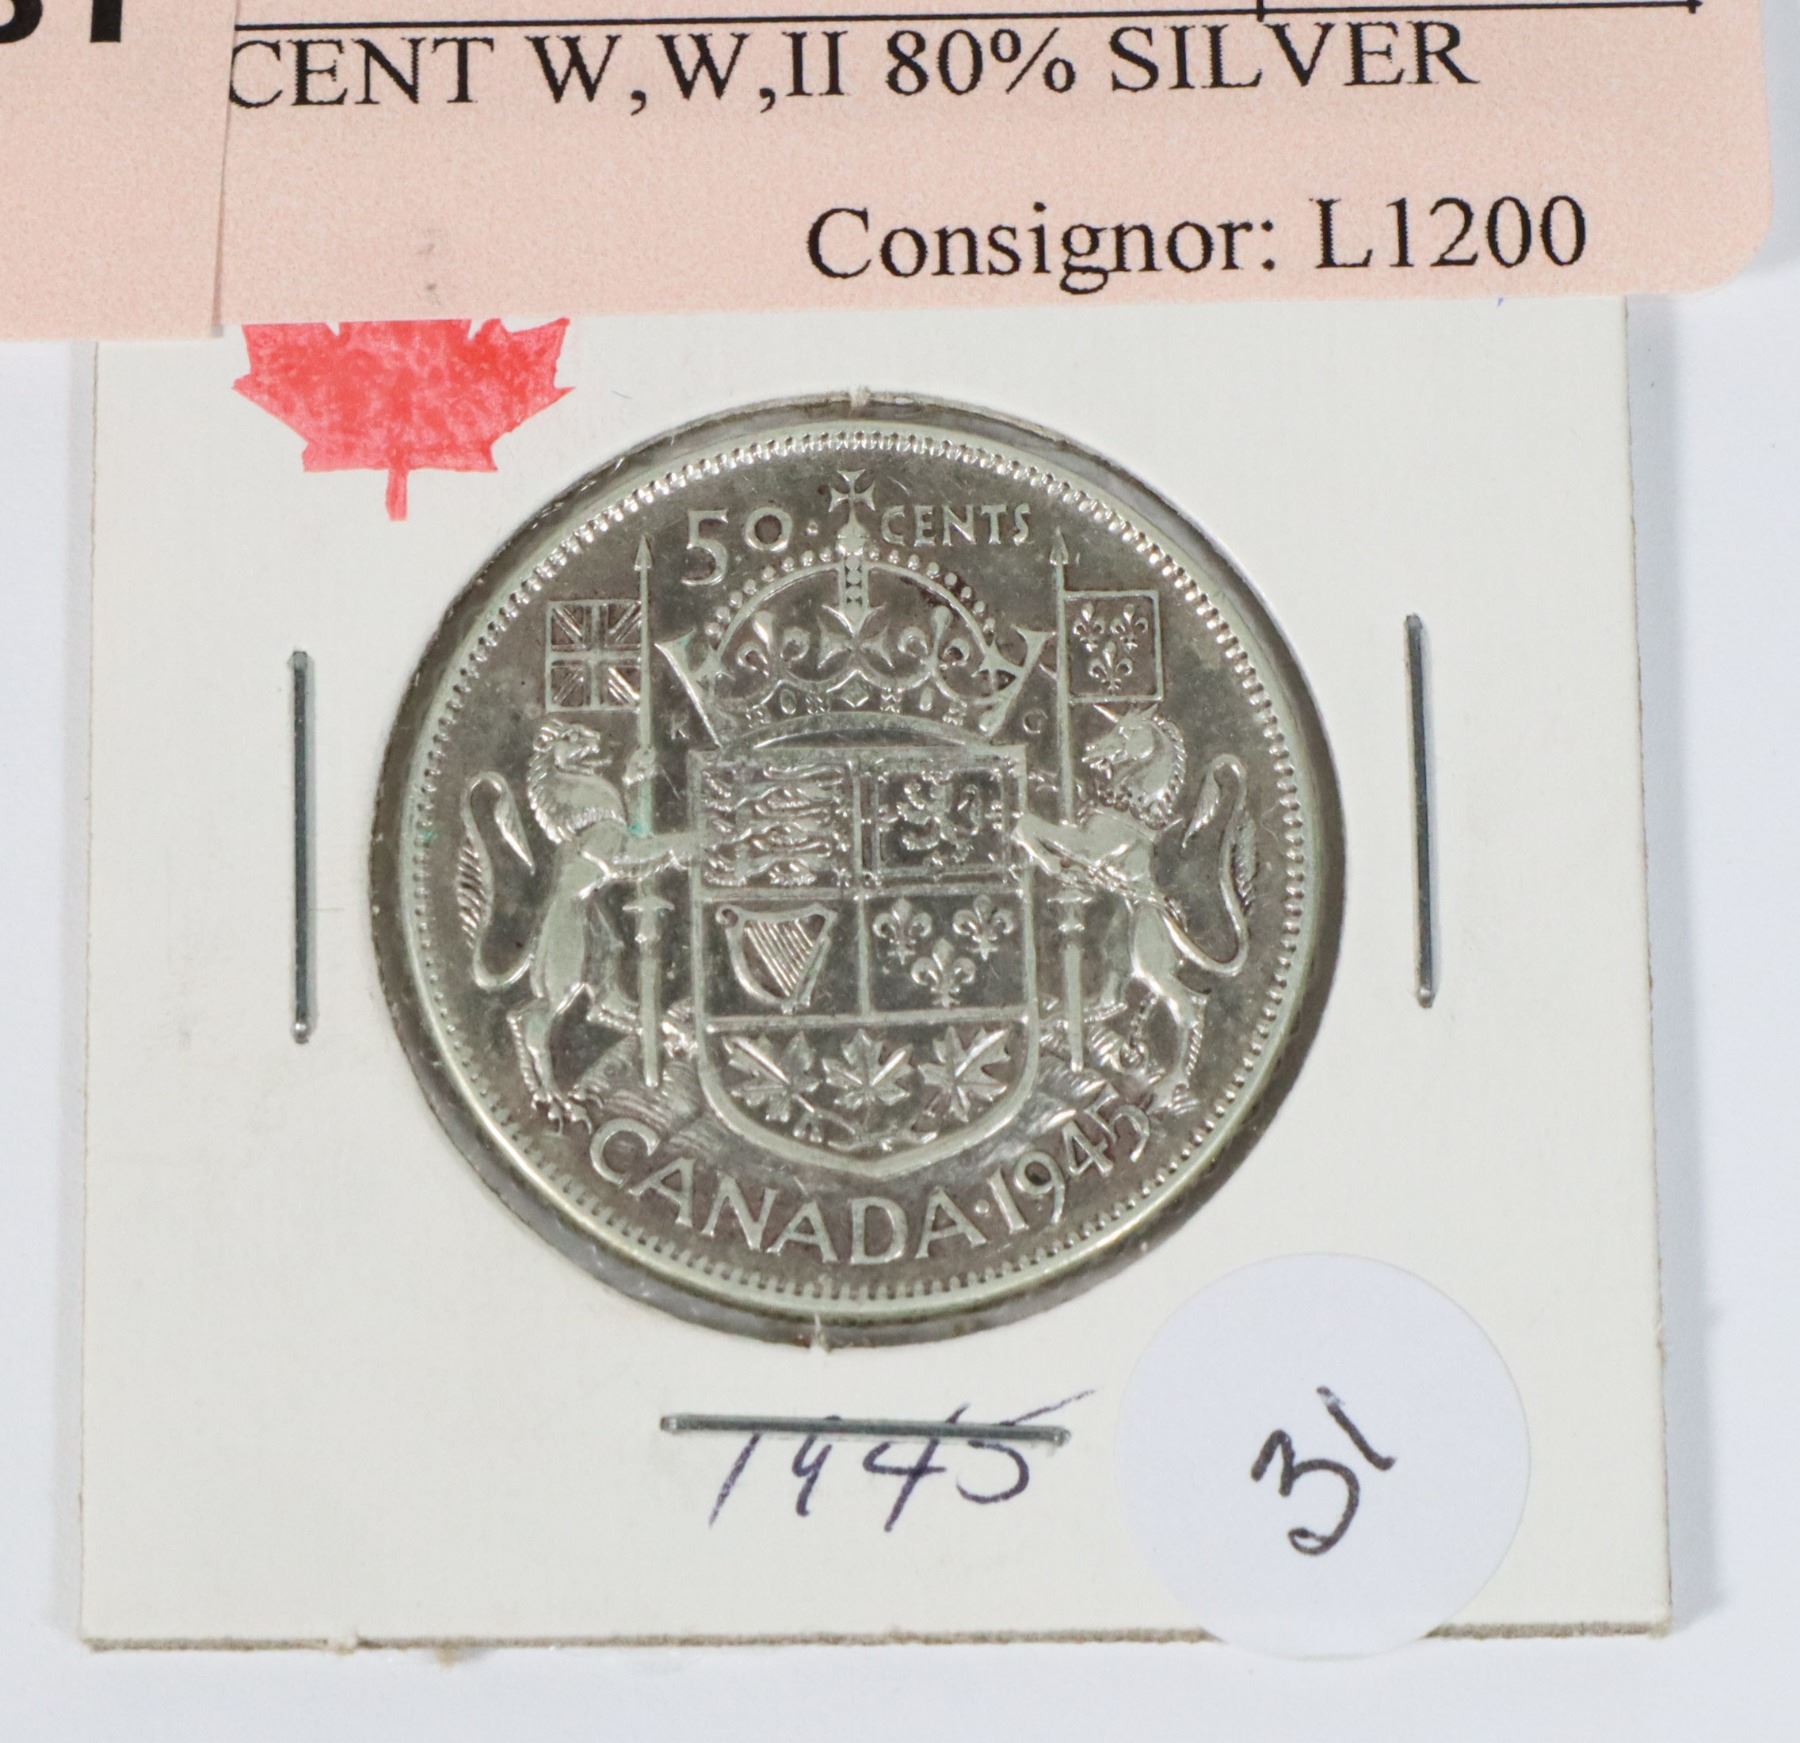 CENT W,W,II 80% SILVER
Consignor: L1200
50 CENTS
K G
CANADA·1945
1945
31